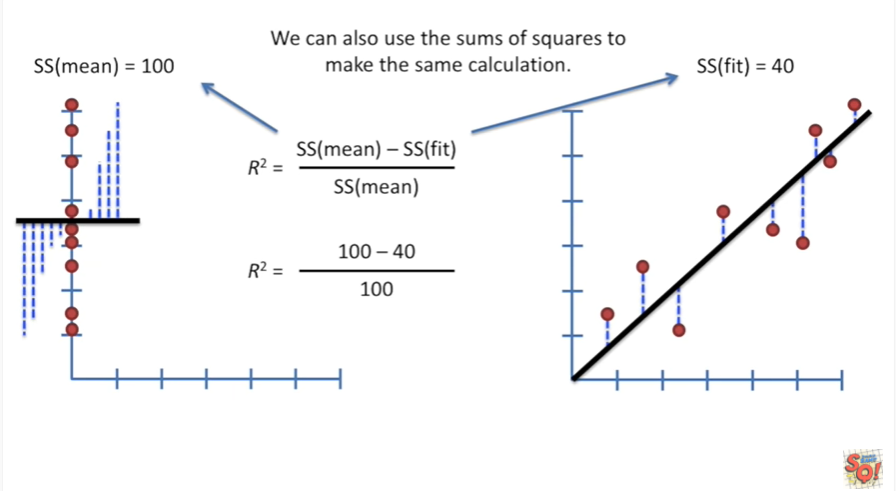 We can also use the sums of squares to
make the same calculation.
SS(mean) = 100
SS(fit) = 40
R² = SS(mean) – SS(fit)
SS(mean)
R² = 100 – 40
100
SQ!